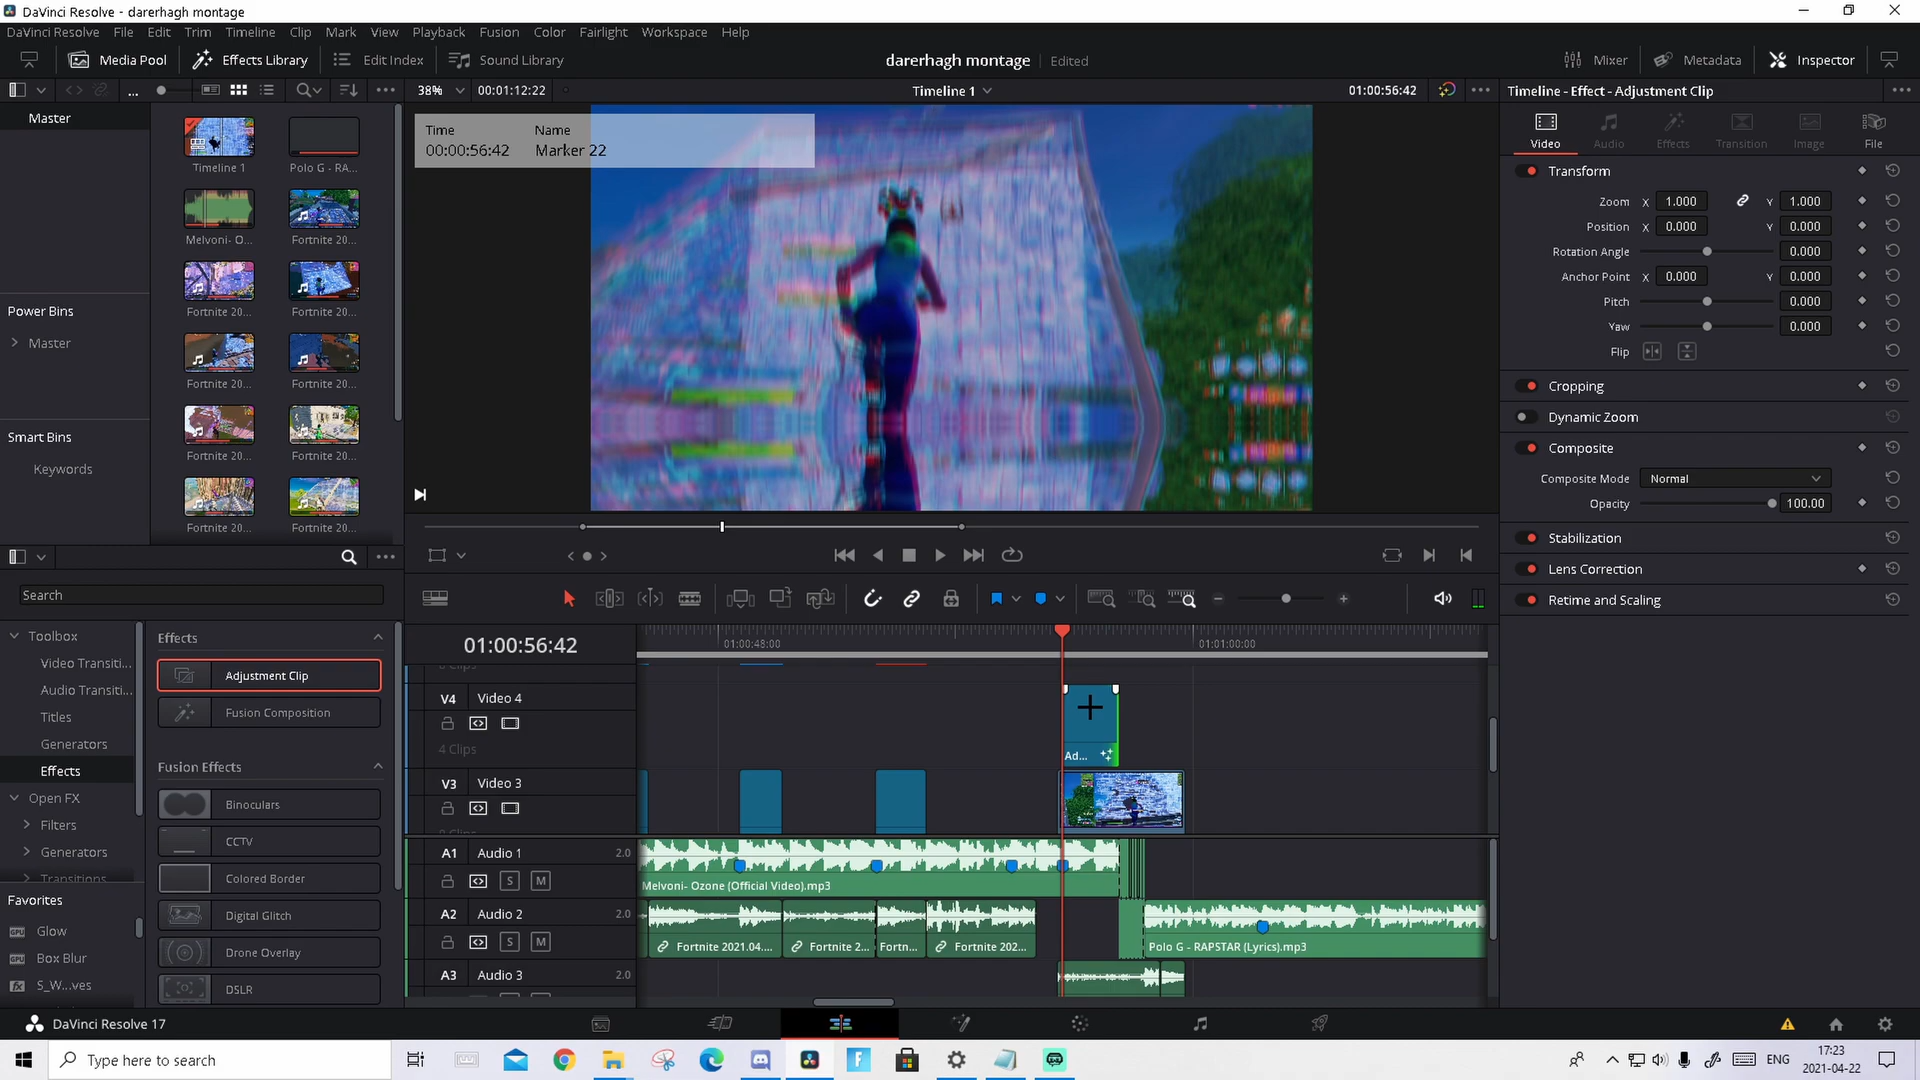 DaVinci Resolve - darerhagh montage
DaVinci Resolve File Edit Trim Timeline Clip Mark View Playback Fusion Color Fairlight Workspace Help
Media Pool Effects Library Edit Index Sound Library darerhagh montage Edited Mixer Metadata Inspector
... 38% 00:01:12:22 Timeline 1 01:00:56:42 Timeline - Effect - Adjustment Clip
Master
Timeline 1 Polo G - RA...
Melvoni- O... Fortnite 20...
Fortnite 20... Fortnite 20...
Fortnite 20... Fortnite 20...
Fortnite 20... Fortnite 20...
Fortnite 20... Fortnite 20...
Power Bins
Master
Smart Bins
Keywords
Time Name
00:00:56:42 Marker 22
Video Audio Effects Transition Image File
Transform
Zoom X 1.000 Y 1.000
Position X 0.000 Y 0.000
Rotation Angle 0.000
Anchor Point X 0.000 Y 0.000
Pitch 0.000
Yaw 0.000
Flip
Cropping
Dynamic Zoom
Composite
Composite Mode Normal
Opacity 100.00
Stabilization
Lens Correction
Retime and Scaling
Search
Toolbox
Video Transiti...
Audio Transiti...
Titles
Generators
Effects
Open FX
Filters
Generators
Transitions
Favorites
Glow
Box Blur
S_W...ves
Effects
Adjustment Clip
Fusion Composition
Fusion Effects
Binoculars
CCTV
Colored Border
Digital Glitch
Drone Overlay
DSLR
01:00:56:42 01:00:48:00 01:01:00:00
V4 Video 4
4 Clips
Ad...
V3 Video 3
A1 Audio 1 2.0
S M
Melvoni- Ozone (Official Video).mp3
A2 Audio 2 2.0
S M
Fortnite 2021.04.... Fortnite 2... Fortn... Fortnite 202... Polo G - RAPSTAR (Lyrics).mp3
A3 Audio 3 2.0
DaVinci Resolve 17
Type here to search
ENG
17:23
2021-04-22